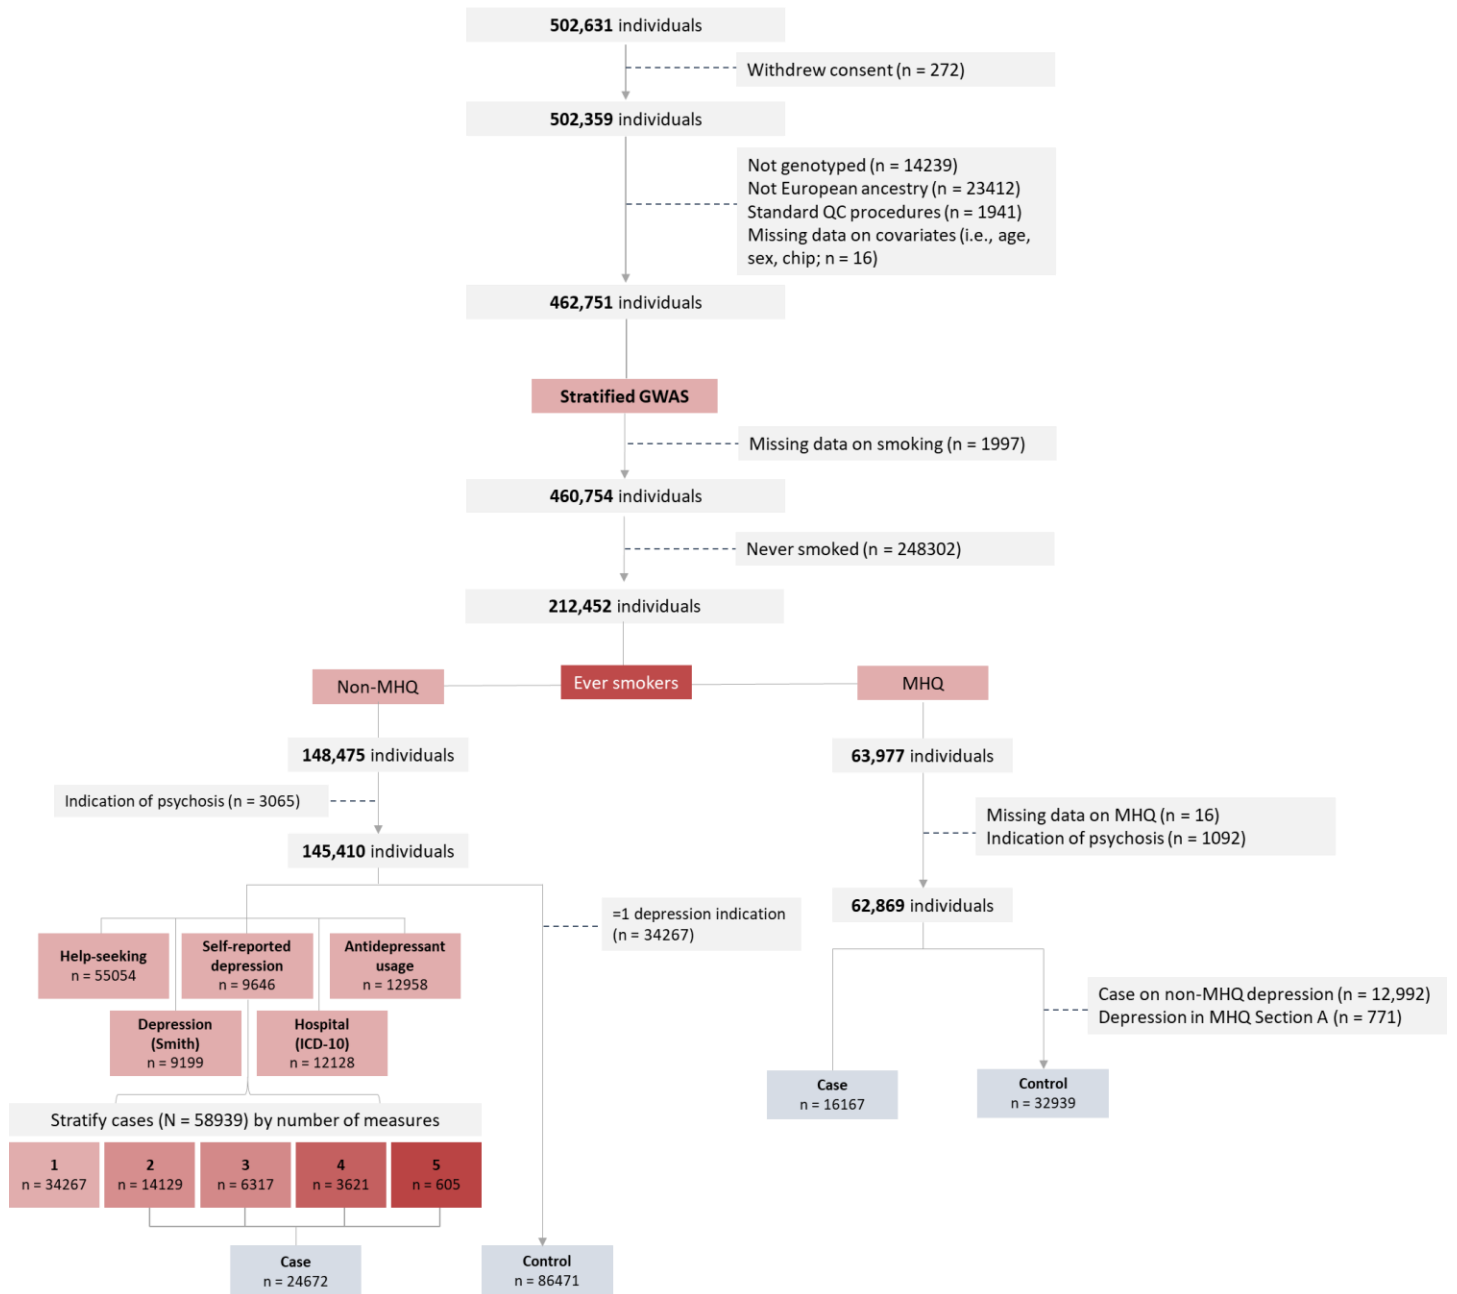 502,631 individuals
Withdrew consent (n = 272)
502,359 individuals
Not genotyped (n = 14239)
Not European ancestry (n = 23412)
Standard QC procedures (n = 1941)
Missing data on covariates (i.e., age,
sex, chip; n = 16)
462,751 individuals
Stratified GWAS
Missing data on smoking (n = 1997)
460,754 individuals
Never smoked (n = 248302)
212,452 individuals
Ever smokers
Non-MHQ
148,475 individuals
Indication of psychosis (n = 3065)
145,410 individuals
=1 depression indication
(n = 34267)
Help-seeking
n = 55054
Self-reported
depression
n = 9646
Antidepressant
usage
n = 12958
Depression
(Smith)
n = 9199
Hospital
(ICD-10)
n = 12128
Stratify cases (N = 58939) by number of measures
1
n = 34267
2
n = 14129
3
n = 6317
4
n = 3621
5
n = 605
Case
n = 24672
Control
n = 86471
MHQ
63,977 individuals
Missing data on MHQ (n = 16)
Indication of psychosis (n = 1092)
62,869 individuals
Case on non-MHQ depression (n = 12,992)
Depression in MHQ Section A (n = 771)
Case
n = 16167
Control
n = 32939